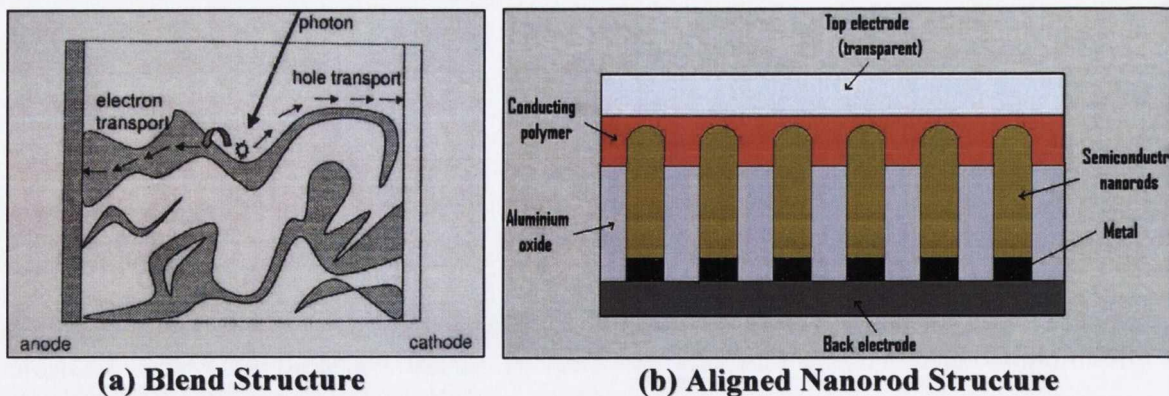 photon
hole transport
electron
transport
anode
cathode
(a) Blend Structure
Top electrode
(transparent)
Conducting
polymer
Semiconductr
nanorods
Aluminium
oxide
Metal
Back electrode
(b) Aligned Nanorod Structure